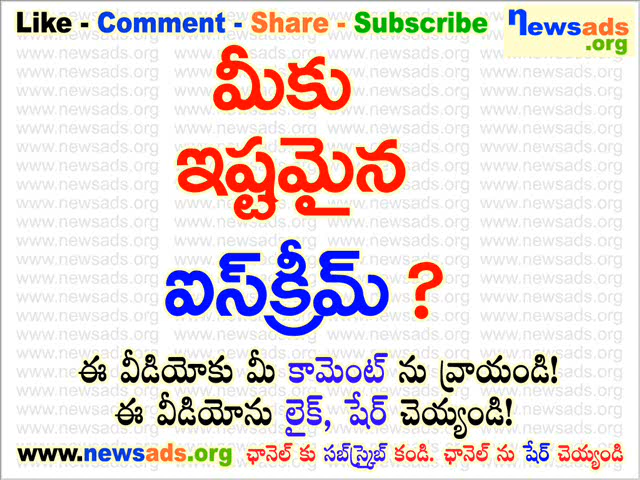 Like - Comment - Share - Subscribe
newsads
.org
మీకు
ఇష్టమైన
ఐస్‌క్రీమ్ ?
ఈ వీడియోకు మీ కామెంట్ ను వ్రాయండి!
ఈ వీడియోను లైక్, షేర్ చెయ్యండి!
www.newsads.org ఛానెల్ కు సబ్‌స్క్రైబ్ కండి. ఛానెల్ ను షేర్ చెయ్యండి